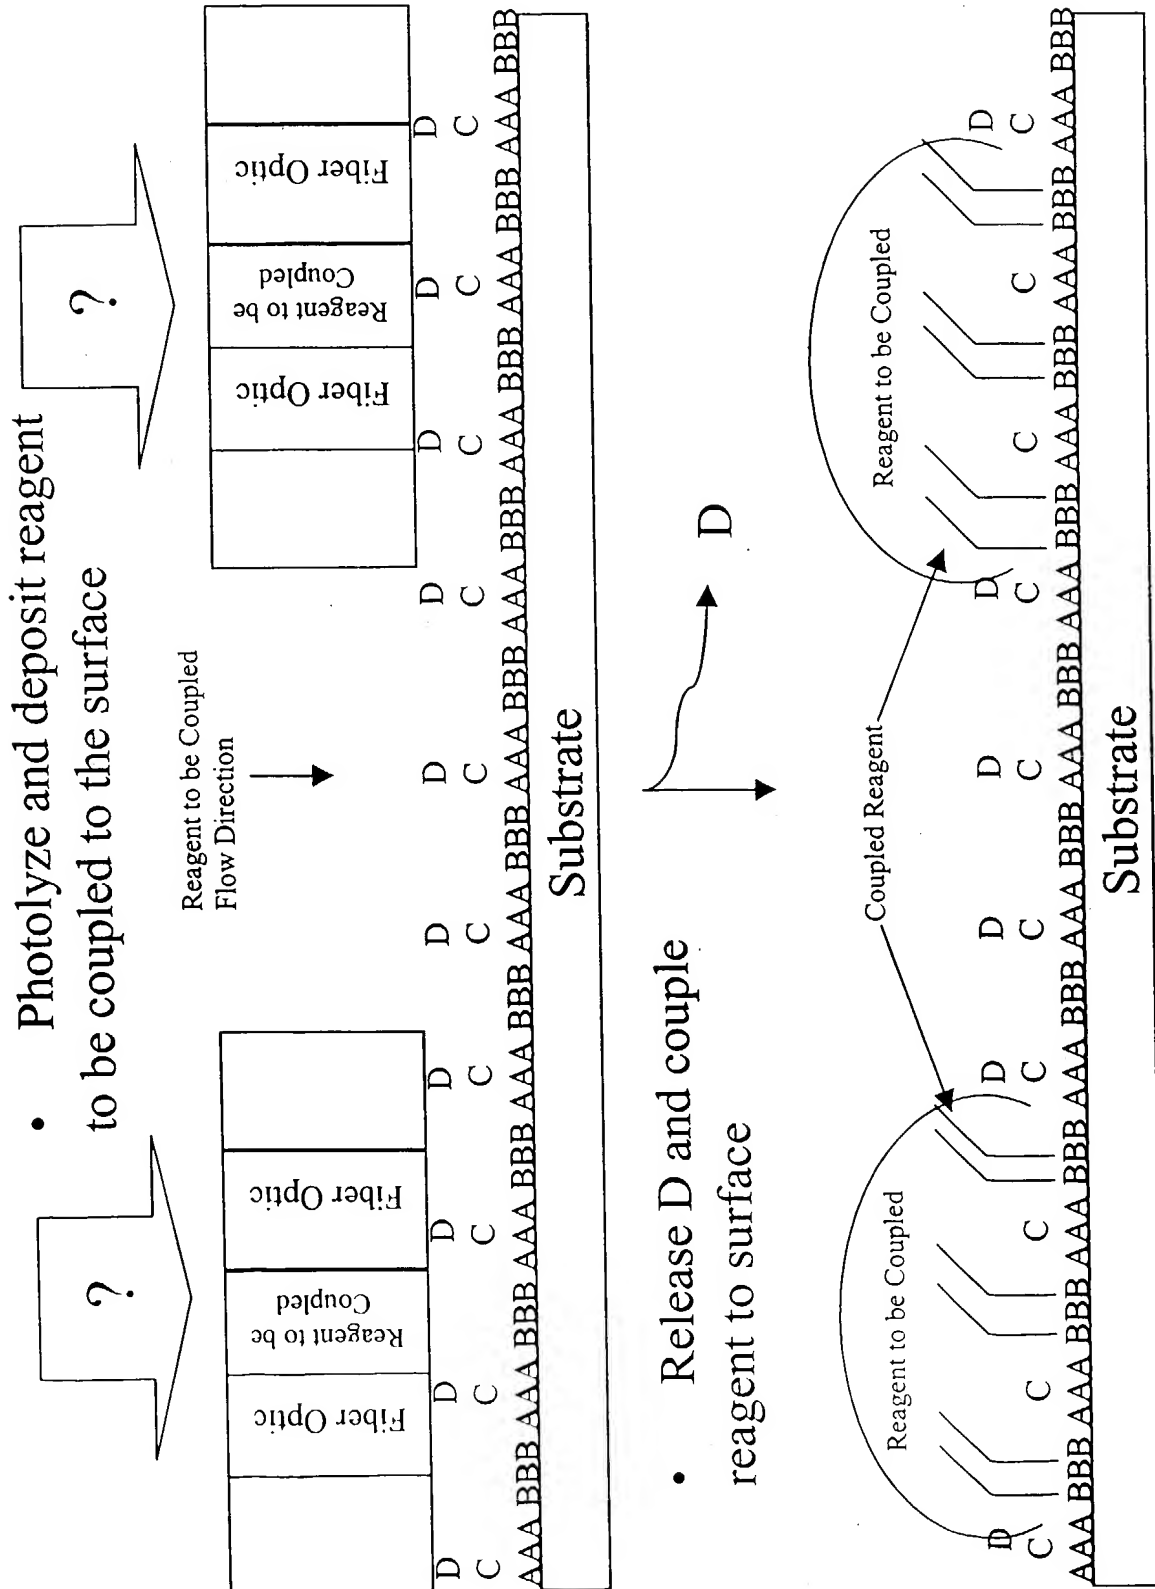 • Photolyze and deposit reagent
to be coupled to the surface
? ?
Reagent to be Coupled
Flow Direction
Fiber Optic
Reagent to be
Coupled
Fiber Optic
Fiber Optic
Reagent to be
Coupled
Fiber Optic
D D D D D D D D D D
C C C C C C C C C C
AAA BBB AAA BBB AAA BBB AAA BBB AAA BBB AAA BBB AAA BBB AAA BBB AAA BBB AAA BBB
Substrate
• Release D and couple
reagent to surface
D
Coupled Reagent
Reagent to be Coupled
Reagent to be Coupled
D D D D D D
C C C C C C C C C C
AAA BBB AAA BBB AAA BBB AAA BBB AAA BBB AAA BBB AAA BBB AAA BBB AAA BBB AAA BBB
Substrate